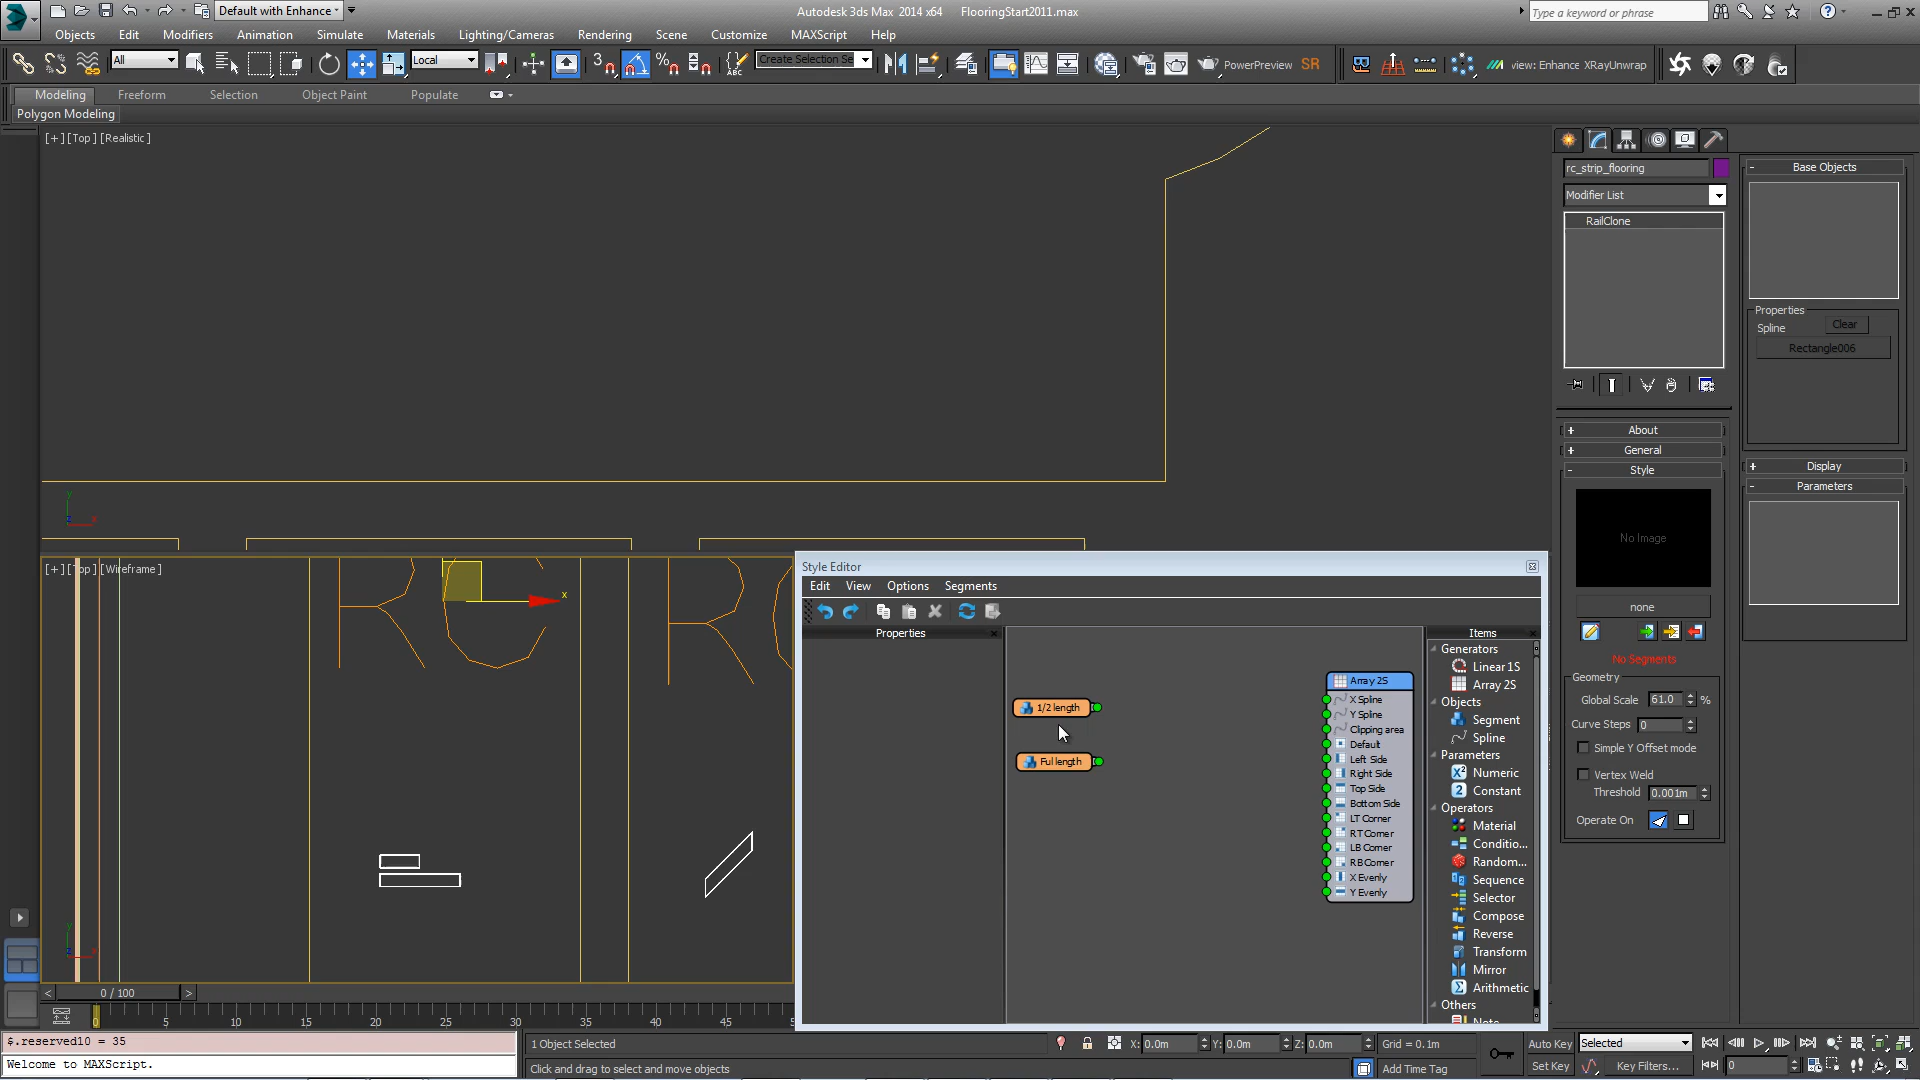 Default with Enhance
Autodesk 3ds Max 2014 x64 FlooringStart2011.max
Type a keyword or phrase
Objects Edit Modifiers Animation Simulate Materials Lighting/Cameras Rendering Scene Customize MAXScript Help
All
Local
Create Selection Se
PowerPreview SR
view: Enhance XRayUnwrap
Modeling Freeform Selection Object Paint Populate
Polygon Modeling
[+][Top][Realistic]
rc_strip_flooring
Modifier List
RailClone
Base Objects
Properties
Spline Clear
Rectangle006
About
General
Style
No Image
none
No Segments
Geometry
Global Scale 61.0 %
Curve Steps 0
Simple Y Offset mode
Vertex Weld
Threshold 0.001m
Operate On
Display
Parameters
[+][Top][Wireframe]
x
Style Editor
Edit View Options Segments
Properties
1/2 length
Full length
Array 2S
X Spline
Y Spline
Clipping area
Default
Left Side
Right Side
Top Side
Bottom Side
LT Corner
RT Corner
LB Corner
RB Corner
X Evenly
Y Evenly
Items
Generators
Linear 1S
Array 2S
Objects
Segment
Spline
Parameters
Numeric
Constant
Operators
Material
Conditio...
Random...
Sequence
Selector
Compose
Reverse
Transform
Mirror
Arithmetic
Others
0 / 100
0 5 10 15 20 25 30 35 40 45
$.reserved10 = 35
Welcome to MAXScript.
1 Object Selected
X: 0.0m Y: 0.0m Z: 0.0m Grid = 0.1m
Click and drag to select and move objects
Add Time Tag
Auto Key Selected
Set Key Key Filters... 0